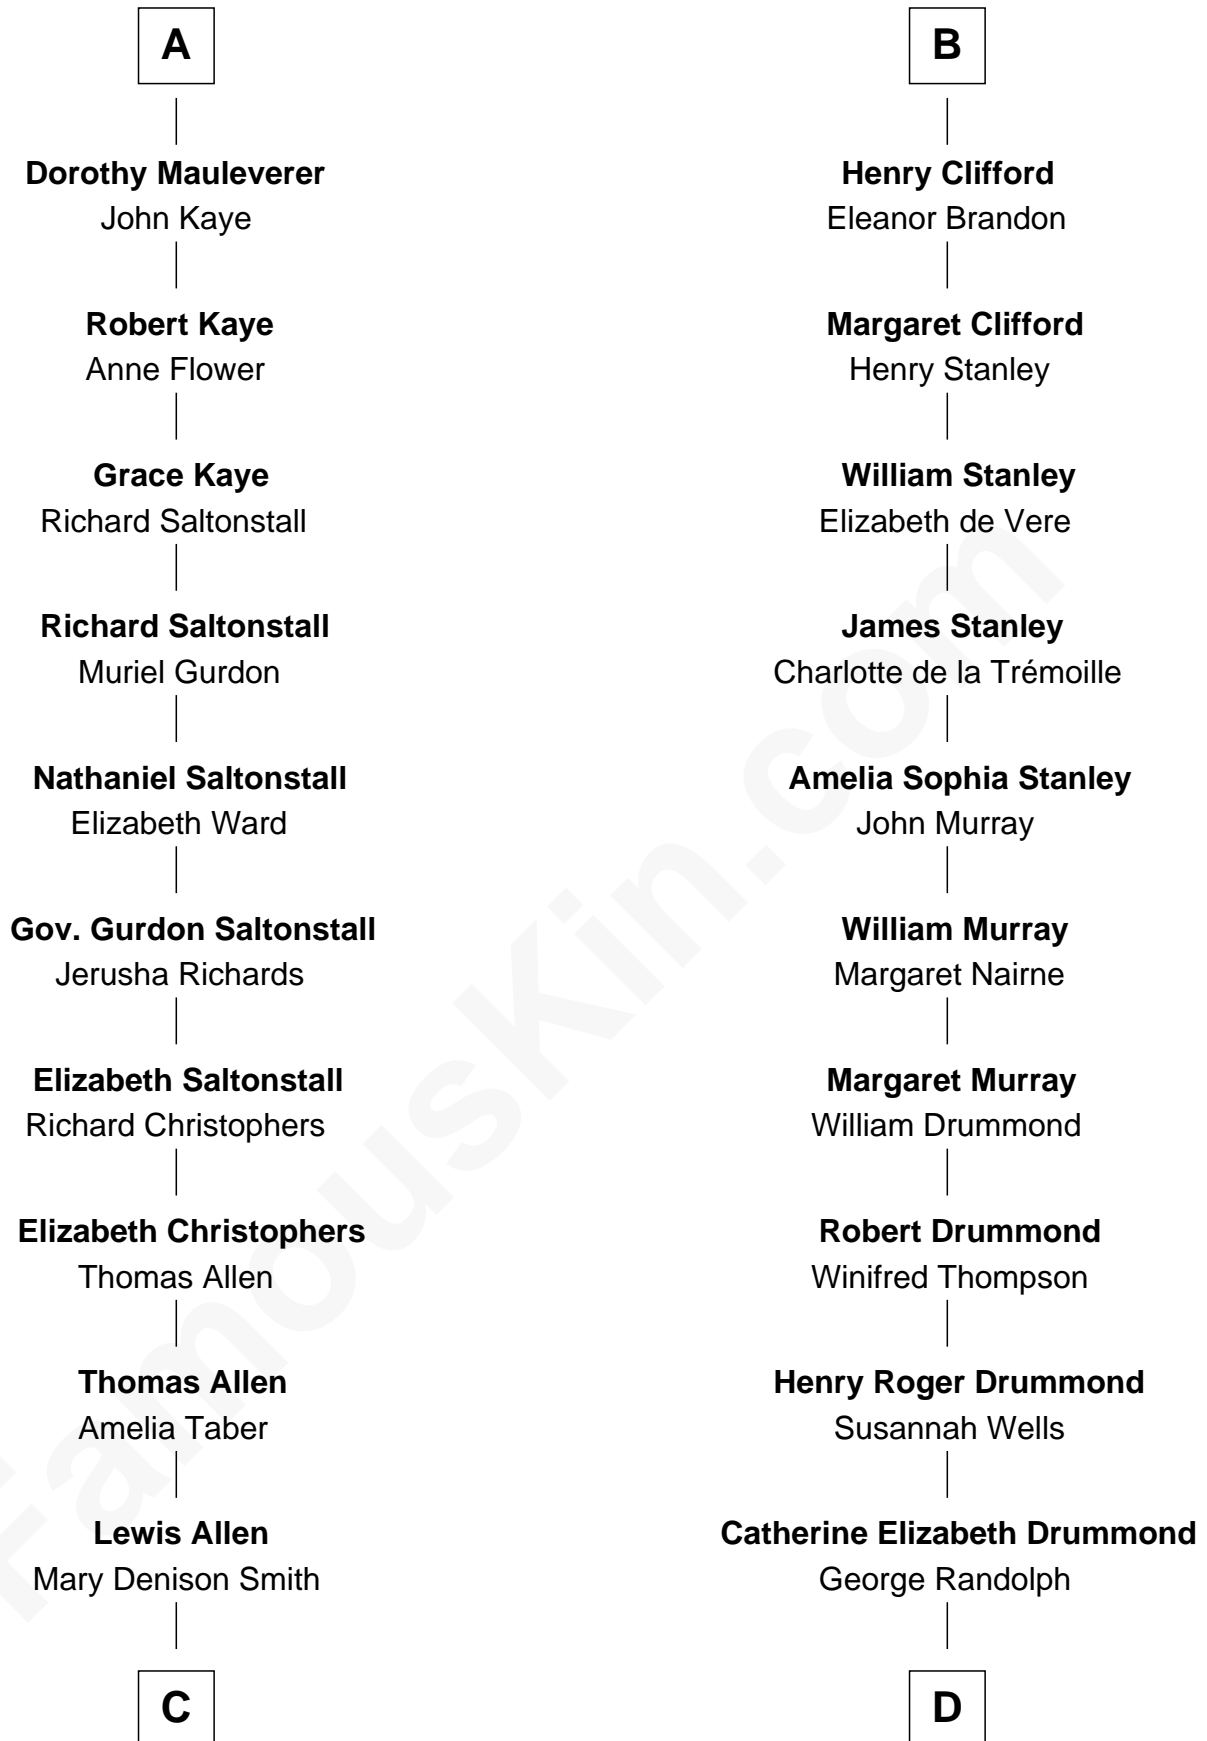 A
Dorothy Mauleverer
John Kaye
Robert Kaye
Anne Flower
Grace Kaye
Richard Saltonstall
Richard Saltonstall
Muriel Gurdon
Nathaniel Saltonstall
Elizabeth Ward
Gov. Gurdon Saltonstall
Jerusha Richards
Elizabeth Saltonstall
Richard Christophers
Elizabeth Christophers
Thomas Allen
Thomas Allen
Amelia Taber
Lewis Allen
Mary Denison Smith
C
B
Henry Clifford
Eleanor Brandon
Margaret Clifford
Henry Stanley
William Stanley
Elizabeth de Vere
James Stanley
Charlotte de la Trémoille
Amelia Sophia Stanley
John Murray
William Murray
Margaret Nairne
Margaret Murray
William Drummond
Robert Drummond
Winifred Thompson
Henry Roger Drummond
Susannah Wells
Catherine Elizabeth Drummond
George Randolph
D
FamousKin.com